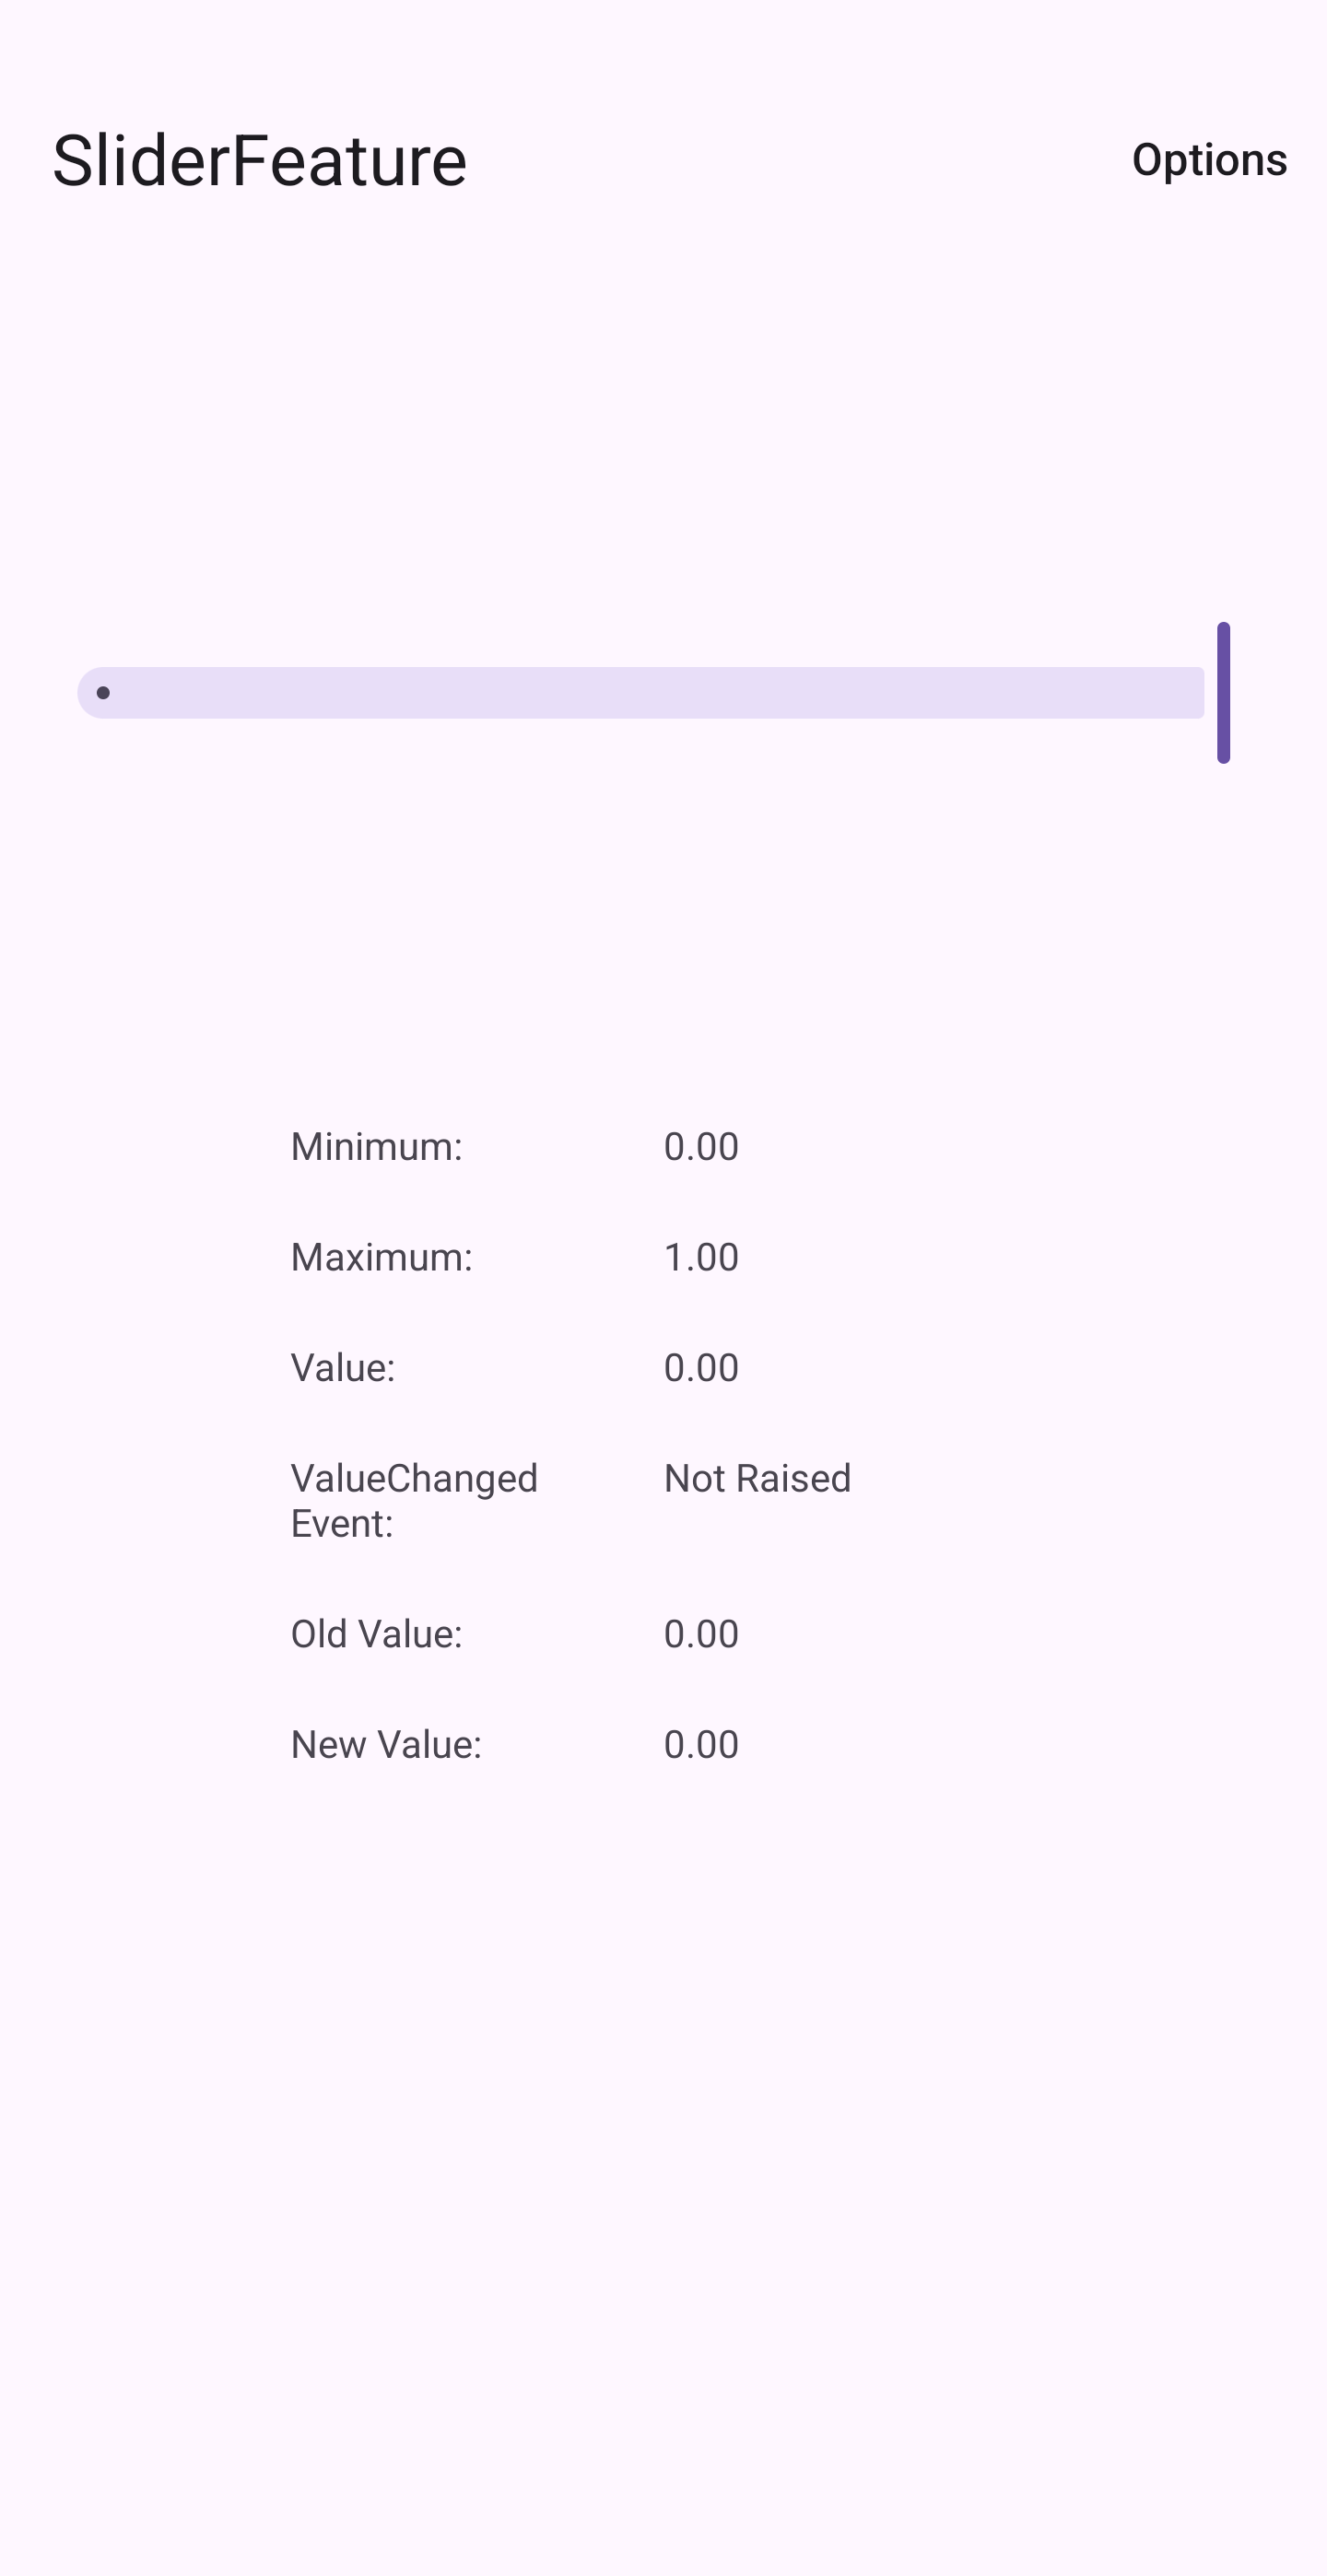 SliderFeature
Options
Minimum: 0.00
Maximum: 1.00
Value: 0.00
ValueChanged Not Raised
Event:
Old Value: 0.00
New Value: 0.00